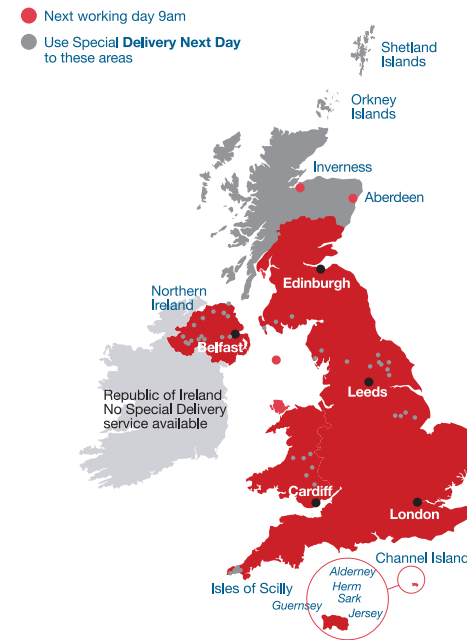 Next working day 9am
Use Special Delivery Next Day
to these areas
Shetland
Islands
Orkney
Islands
Inverness
Aberdeen
Edinburgh
Northern
Ireland
Belfast
Republic of Ireland
No Special Delivery
service available
Leeds
Cardiff
London
Channel Island
Isles of Scilly
Alderney
Herm
Sark
Guernsey
Jersey